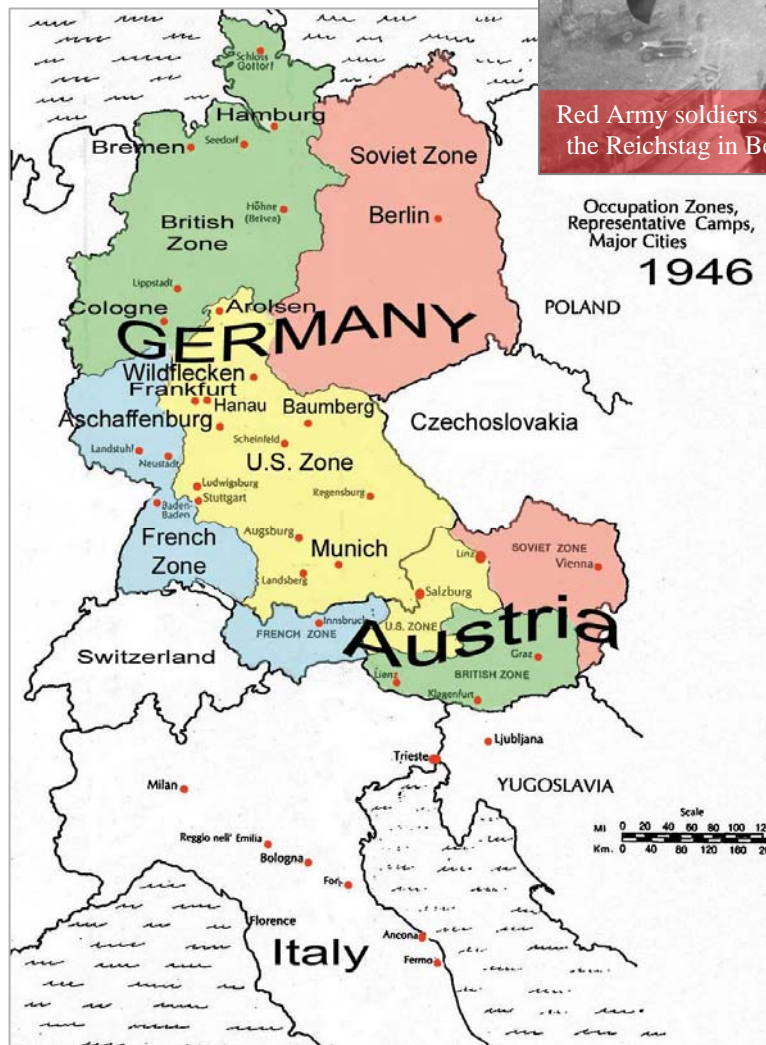 Red Army soldiers
the Reichstag in
Schloss
Gottorf
Hamburg
Bremen
Seedorf
Soviet Zone
Höhne
(Belsen)
British
Zone
Berlin
Occupation Zones,
Representative Camps,
Major Cities
1946
Lippstadt
Cologne
Arolsen
POLAND
GERMANY
Wildflecken
Frankfurt
Hanau
Baumberg
Aschaffenburg
Czechoslovakia
Landstuhl
Neustadt
Scheinfeld
U.S. Zone
Ludwigsburg
Stuttgart
Regensburg
Baden-
Baden
French
Zone
Augsburg
Munich
Landsberg
Linz
SOVIET ZONE
Vienna
Salzburg
Innsbruck
FRENCH ZONE
U.S. ZONE
Austria
Switzerland
Graz
BRITISH ZONE
Lienz
Klagenfurt
Ljubljana
Trieste
YUGOSLAVIA
Milan
Scale
MI 0 20 40 60 80 100
Km. 0 40 80 120 160
Reggio nell' Emilia
Bologna
Forj
Florence
Italy
Ancona
Fermo